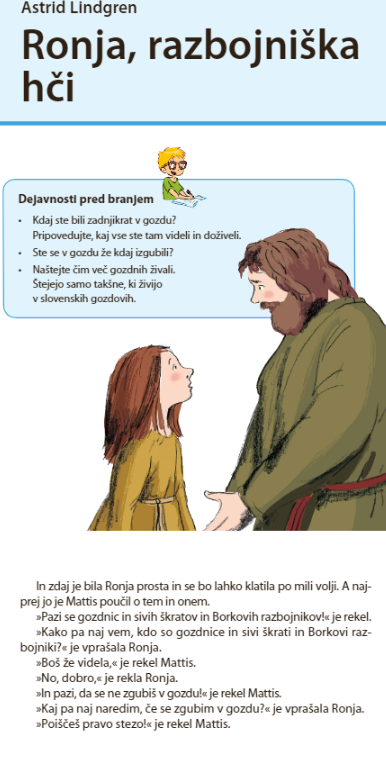 Astrid Lindgren
Ronja, razbojniška
hči
Dejavnosti pred branjem
• Kdaj ste bili zadnjikrat v gozdu?
Pripovedujte, kaj vse ste tam videli in doživeli.
• Ste se v gozdu že kdaj izgubili?
• Naštejte čim več gozdnih živali.
Štejejo samo takšne, ki živijo
v slovenskih gozdovih.
In zdaj je bila Ronja prosta in se bo lahko klatila po mili volji. A naj-
prej jo je Mattis poučil o tem in onem.
»Pazi se gozdnic in sivih škratov in Borkovih razbojnikov!« je rekel.
»Kako pa naj vem, kdo so gozdnice in sivi škrati in Borkovi raz-
bojniki?« je vprašala Ronja.
»Boš že videla,« je rekel Mattis.
»No, dobro,« je rekla Ronja.
»In pazi, da se ne zgubiš v gozdu!« je rekel Mattis.
»Kaj pa naj naredim, če se zgubim v gozdu?« je vprašala Ronja.
»Poiščeš pravo stezo!« je rekel Mattis.